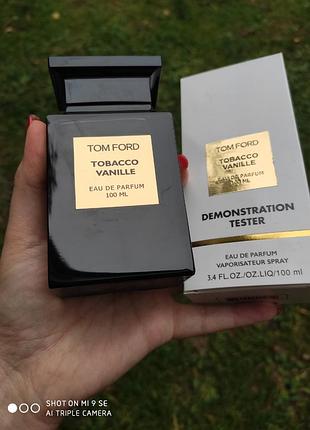 TOM FORD
TOBACCO
VANILLE
EAU DE PARFUM
100 ML
TOM FORD
TOBACCO
VANILLE
EAU DE PARFUM
100 ML
DEMONSTRATION
TESTER
EAU DE PARFUM
VAPORISATEUR SPRAY
3.4 FL.OZ./OZ.LIQ/100 ml
SHOT ON MI 9 SE
AI TRIPLE CAMERA